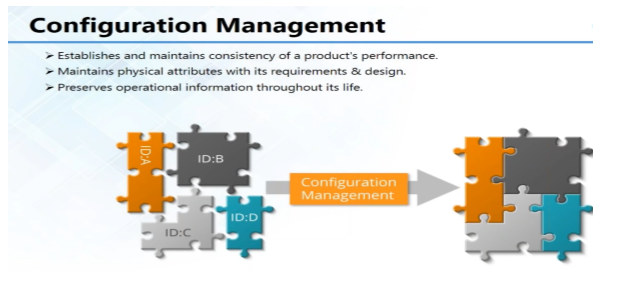 Configuration Management
➢ Establishes and maintains consistency of a product's performance.
➢ Maintains physical attributes with its requirements & design.
➢ Preserves operational information throughout its life.
ID:A
ID:B
ID:C
ID:D
Configuration
Management